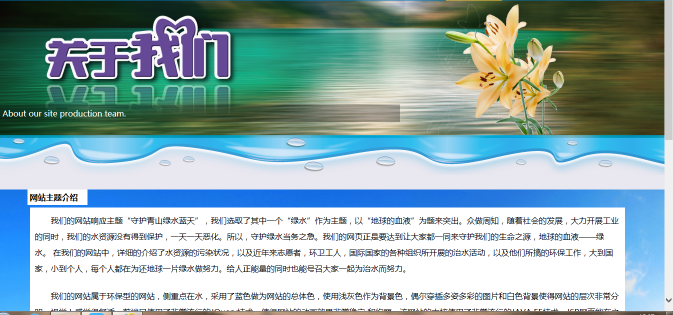 关于我们
About our site production team.
网站主题介绍
我们的网站响应主题“守护青山绿水蓝天”，我们选取了其中一个“绿水”作为主题，以“地球的血液”为题来突出。众做周知，随着社会的发展，大力开展工业的
同时，我们的水资源没有得到保护，一天一天恶化。所以，守护绿水当务之急。我们的网页正是要达到让大家都一同来守护我们的生命之源，地球的血液——绿
水。 在我们的网站中，详细的介绍了水资源的污染状况，以及近年来志愿者，环卫工人，国际国家的各种组织所开展的治水活动，以及他们所搞的环保工作，大到国
家，小到个人，每个人都在为还地球一片绿水做努力。给人正能量的同时也能号召大家一起为治水而努力。
我们的网站属于环保型的网站，侧重点在水，采用了蓝色做为网站的总体色，使用浅灰色作为背景色，偶尔穿插多姿多彩的图片和白色背景使得网站的层次非常分